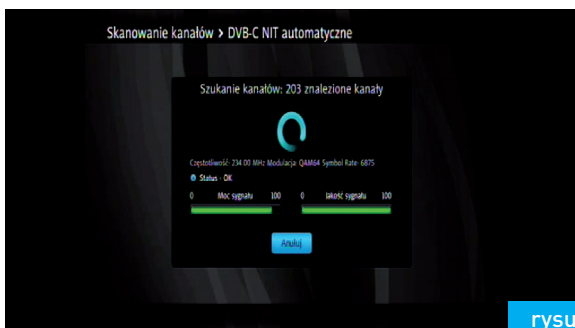 Skanowanie kanałów > DVB-C NIT automatyczne
Szukanie kanałów: 203 znalezione kanały
Częstotliwość: 234.00 MHz Modulacja: QAM64 Symbol Rate: 6875
Status - OK
0 Moc sygnału 100 0 Jakość sygnału 100
Anuluj
rysu